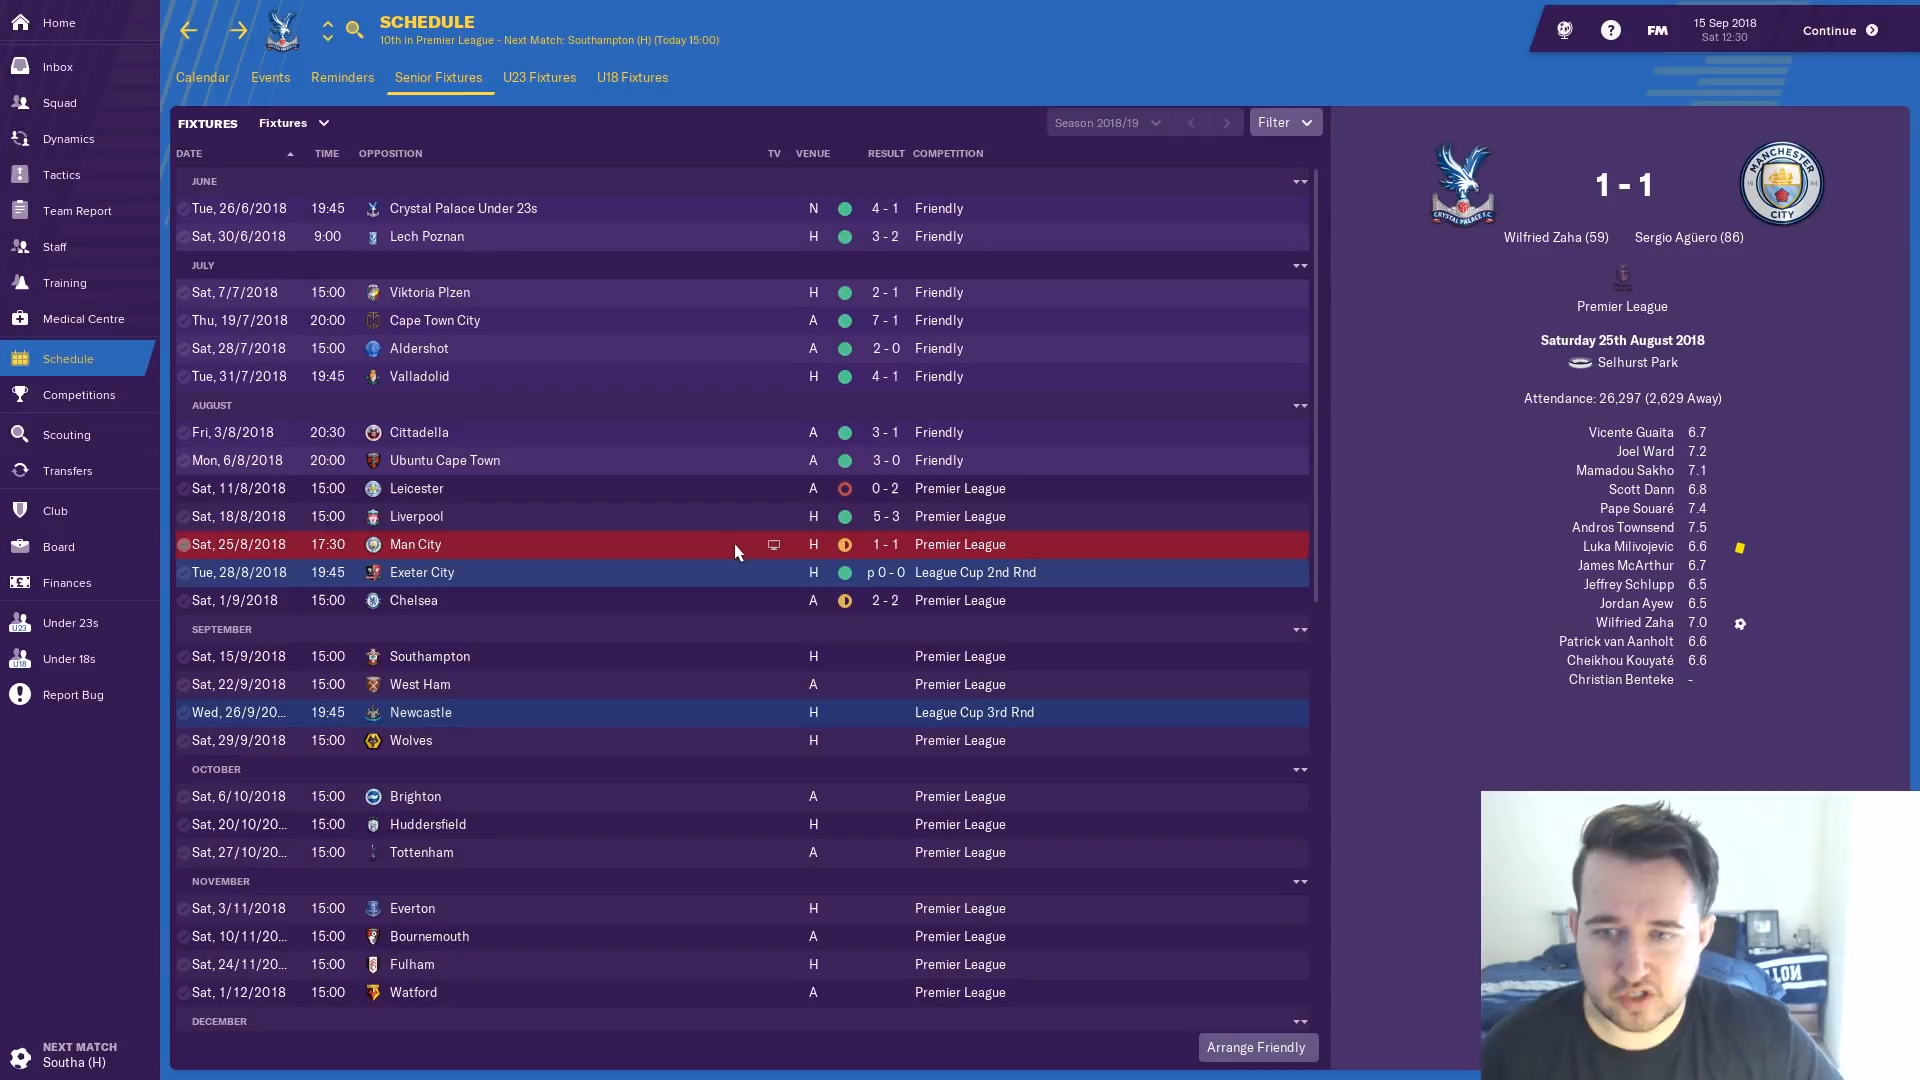 Home
Inbox
Squad
Dynamics
Tactics
Team Report
Staff
Training
Medical Centre
Schedule
Competitions
Scouting
Transfers
Club
Board
Finances
U23 Under 23s
U18 Under 18s
Report Bug
NEXT MATCH
Southa (H)
SCHEDULE
10th in Premier League - Next Match: Southampton (H) (Today 15:00)
FM
15 Sep 2018
Sat 12:30
Continue
Calendar Events Reminders Senior Fixtures U23 Fixtures U18 Fixtures
FIXTURES Fixtures Season 2018/19 Filter
DATE TIME OPPOSITION TV VENUE RESULT COMPETITION
JUNE
Tue, 26/6/2018 19:45 Crystal Palace Under 23s N 4 - 1 Friendly
Sat, 30/6/2018 9:00 Lech Poznan H 3 - 2 Friendly
JULY
Sat, 7/7/2018 15:00 Viktoria Plzen H 2 - 1 Friendly
Thu, 19/7/2018 20:00 Cape Town City A 7 - 1 Friendly
Sat, 28/7/2018 15:00 Aldershot A 2 - 0 Friendly
Tue, 31/7/2018 19:45 Valladolid H 4 - 1 Friendly
AUGUST
Fri, 3/8/2018 20:30 Cittadella A 3 - 1 Friendly
Mon, 6/8/2018 20:00 Ubuntu Cape Town A 3 - 0 Friendly
Sat, 11/8/2018 15:00 Leicester A 0 - 2 Premier League
Sat, 18/8/2018 15:00 Liverpool H 5 - 3 Premier League
Sat, 25/8/2018 17:30 Man City H 1 - 1 Premier League
Tue, 28/8/2018 19:45 Exeter City H p 0 - 0 League Cup 2nd Rnd
Sat, 1/9/2018 15:00 Chelsea A 2 - 2 Premier League
SEPTEMBER
Sat, 15/9/2018 15:00 Southampton H Premier League
Sat, 22/9/2018 15:00 West Ham A Premier League
Wed, 26/9/20... 19:45 Newcastle H League Cup 3rd Rnd
Sat, 29/9/2018 15:00 Wolves H Premier League
OCTOBER
Sat, 6/10/2018 15:00 Brighton A Premier League
Sat, 20/10/20... 15:00 Huddersfield H Premier League
Sat, 27/10/20... 15:00 Tottenham A Premier League
NOVEMBER
Sat, 3/11/2018 15:00 Everton H Premier League
Sat, 10/11/20... 15:00 Bournemouth A Premier League
Sat, 24/11/20... 15:00 Fulham H Premier League
Sat, 1/12/2018 15:00 Watford A Premier League
DECEMBER
Arrange Friendly
CRYSTAL PALACE F.C.
1 - 1
MANCHESTER CITY
Wilfried Zaha (59) Sergio Agüero (86)
Premier League
Saturday 25th August 2018
Selhurst Park
Attendance: 26,297 (2,629 Away)
Vicente Guaita 6.7
Joel Ward 7.2
Mamadou Sakho 7.1
Scott Dann 6.8
Pape Souaré 7.4
Andros Townsend 7.5
Luka Milivojevic 6.6
James McArthur 6.7
Jeffrey Schlupp 6.5
Jordan Ayew 6.5
Wilfried Zaha 7.0
Patrick van Aanholt 6.6
Cheikhou Kouyaté 6.6
Christian Benteke -